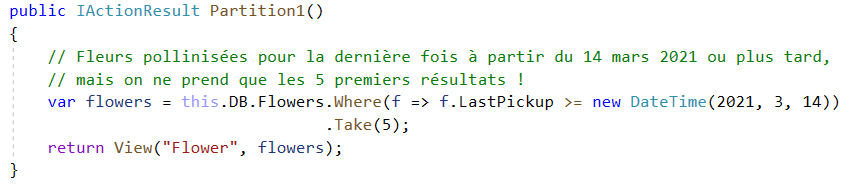 public IActionResult Partition1()
{
// Fleurs pollinisées pour la dernière fois à partir du 14 mars 2021 ou plus tard,
// mais on ne prend que les 5 premiers résultats !
var flowers = this.DB.Flowers.Where(f => f.LastPickup >= new DateTime(2021, 3, 14))
.Take(5);
return View("Flower", flowers);
}